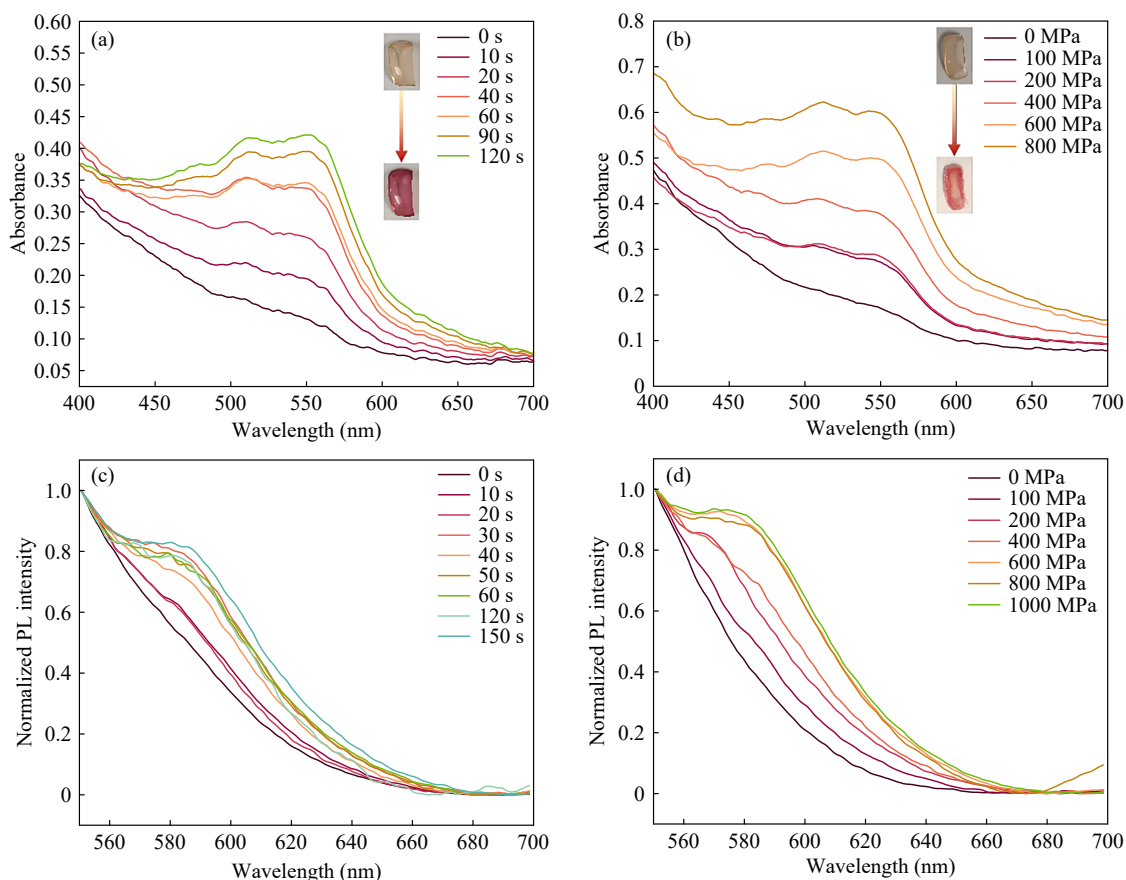 (a)
0.60
0.55
0.50
0.45
0.40
0.35
0.30
0.25
0.20
0.15
0.10
0.05
Absorbance
400 450 500 550 600 650 700
Wavelength (nm)
0 s
10 s
20 s
40 s
60 s
90 s
120 s
(b)
0.8
0.7
0.6
0.5
0.4
0.3
0.2
0.1
0
Absorbance
400 450 500 550 600 650 700
Wavelength (nm)
0 MPa
100 MPa
200 MPa
400 MPa
600 MPa
800 MPa
(c)
1.0
0.8
0.6
0.4
0.2
0
Normalized PL intensity
560 580 600 620 640 660 680 700
Wavelength (nm)
0 s
10 s
20 s
30 s
40 s
50 s
60 s
120 s
150 s
(d)
1.0
0.8
0.6
0.4
0.2
0
Normalized PL intensity
560 580 600 620 640 660 680 700
Wavelength (nm)
0 MPa
100 MPa
200 MPa
400 MPa
600 MPa
800 MPa
1000 MPa